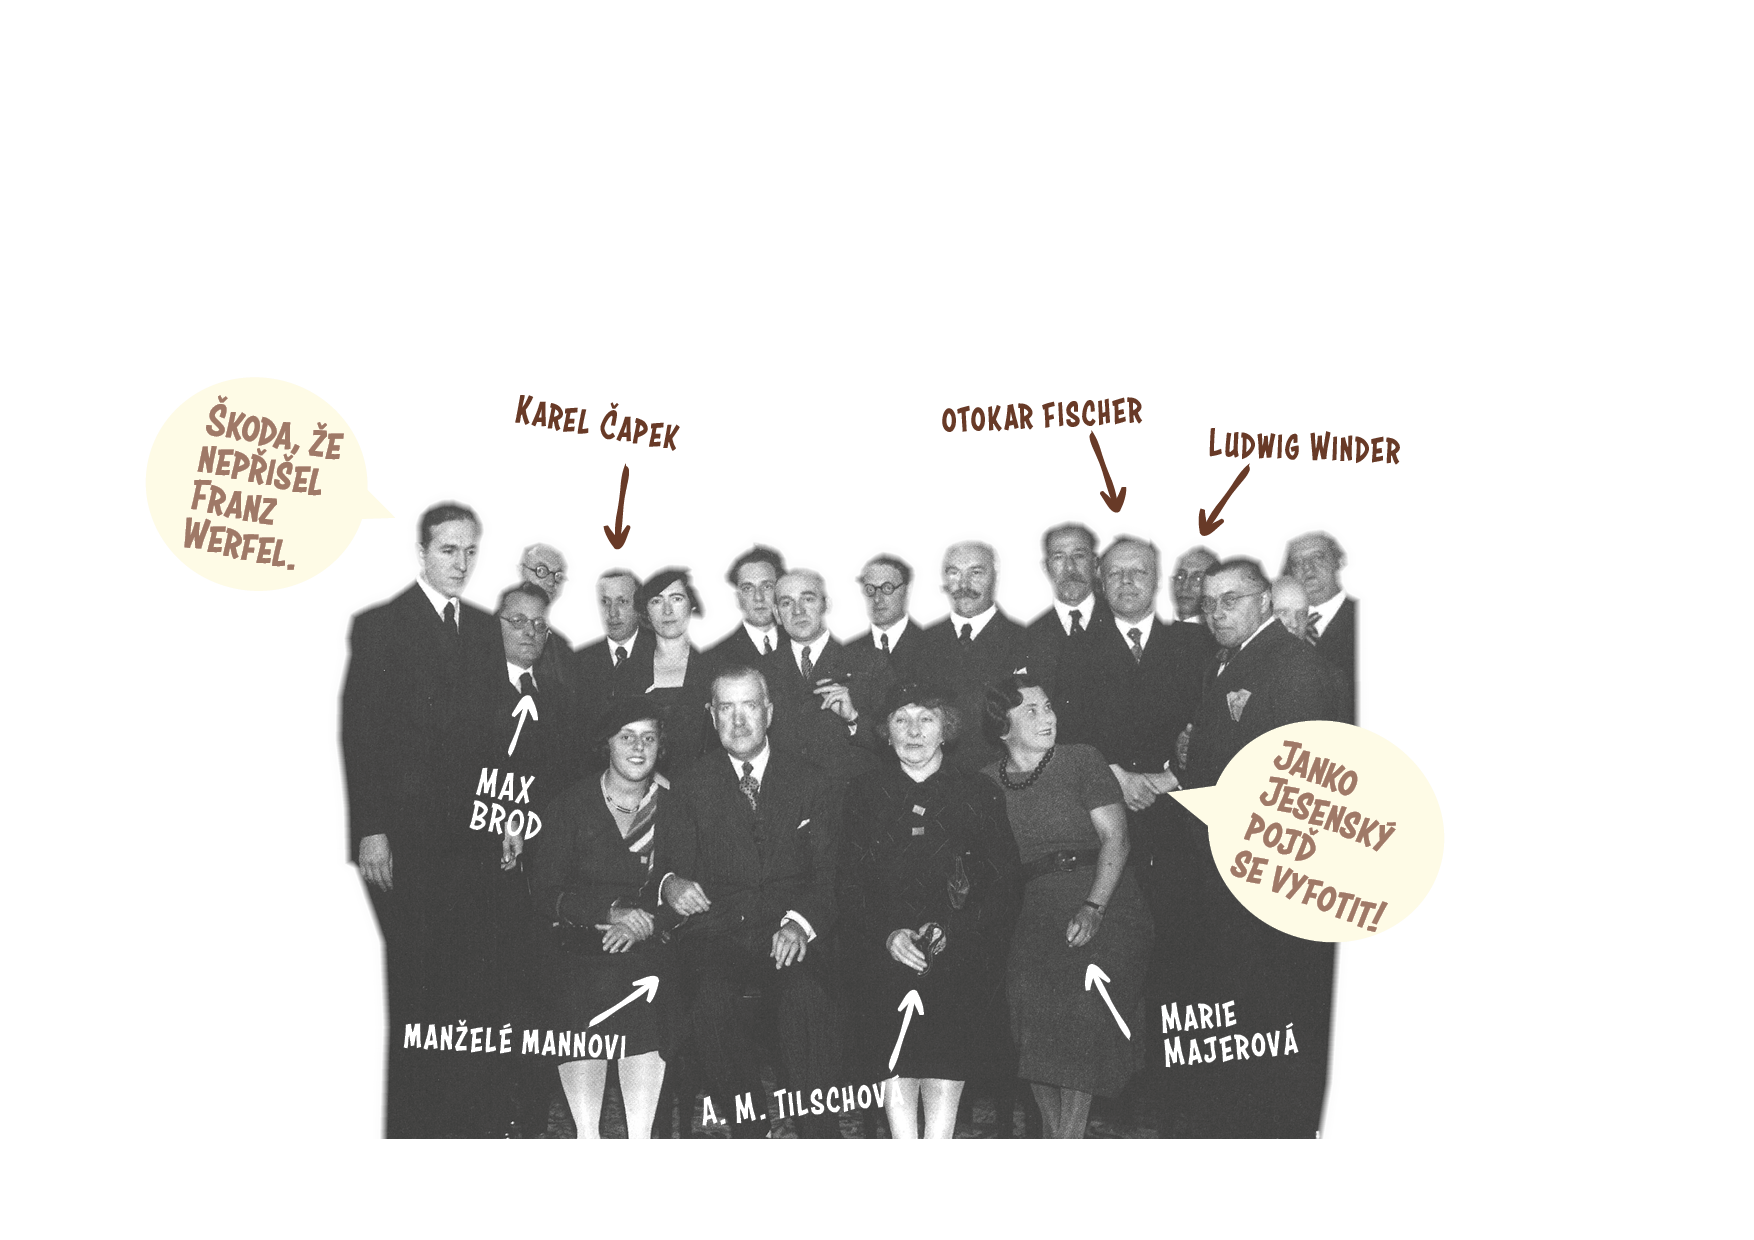 Škoda, že
nepřišel
Franz
Werfel.
Karel Čapek
Otokar Fischer
Ludwig Winder
Max
Brod
Janko
Jesenský
pojď
se vyfotit!
Manželé Mannovi
A. M. Tilschová
Marie
Majerová